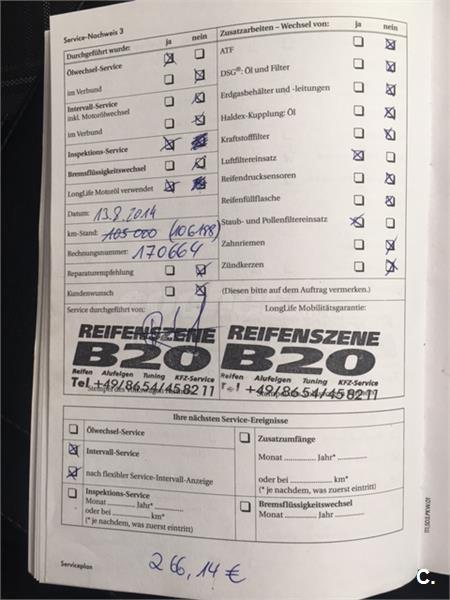 Service-Nachweis 3
Durchgeführt wurde: ja nein
Ölwechsel-Service
im Verbund
Intervall-Service
inkl. Motorölwechsel
im Verbund
Inspektions-Service
Bremsflüssigkeitswechsel
LongLife Motoröl verwendet
Datum: 13.8.2014
km-Stand: 105 000 (106188)
Rechnungsnummer: 170664
Reparaturempfehlung
Kundenwunsch
Zusatzarbeiten – Wechsel von: ja nein
ATF
DSG®: Öl und Filter
Erdgasbehälter und -leitungen
Haldex-Kupplung: Öl
Kraftstofffilter
Luftfiltereinsatz
Reifendrucksensoren
Reifenfüllflasche
Staub- und Pollenfiltereinsatz
Zahnriemen
Zündkerzen
(Diesen bitte auf dem Auftrag vermerken.)
Service durchgeführt von:
REIFENSZENE
B20
Reifen Alufelgen Tuning KFZ-Service
Tel +49/8654/458211
LongLife Mobilitätsgarantie:
REIFENSZENE
B20
Reifen Alufelgen Tuning KFZ-Service
+49/8654/458211
Ihre nächsten Service-Ereignisse
Ölwechsel-Service
Intervall-Service
nach flexibler Service-Intervall-Anzeige
Inspektions-Service
Monat ............ Jahr*............
oder bei ............ km*
(* je nachdem, was zuerst eintritt)
Zusatzumfänge
Monat ............ Jahr*............
oder bei ............ km*
(* je nachdem, was zuerst eintritt)
Bremsflüssigkeitswechsel
Monat ............ Jahr ............
Serviceplan
266,14 €
C.